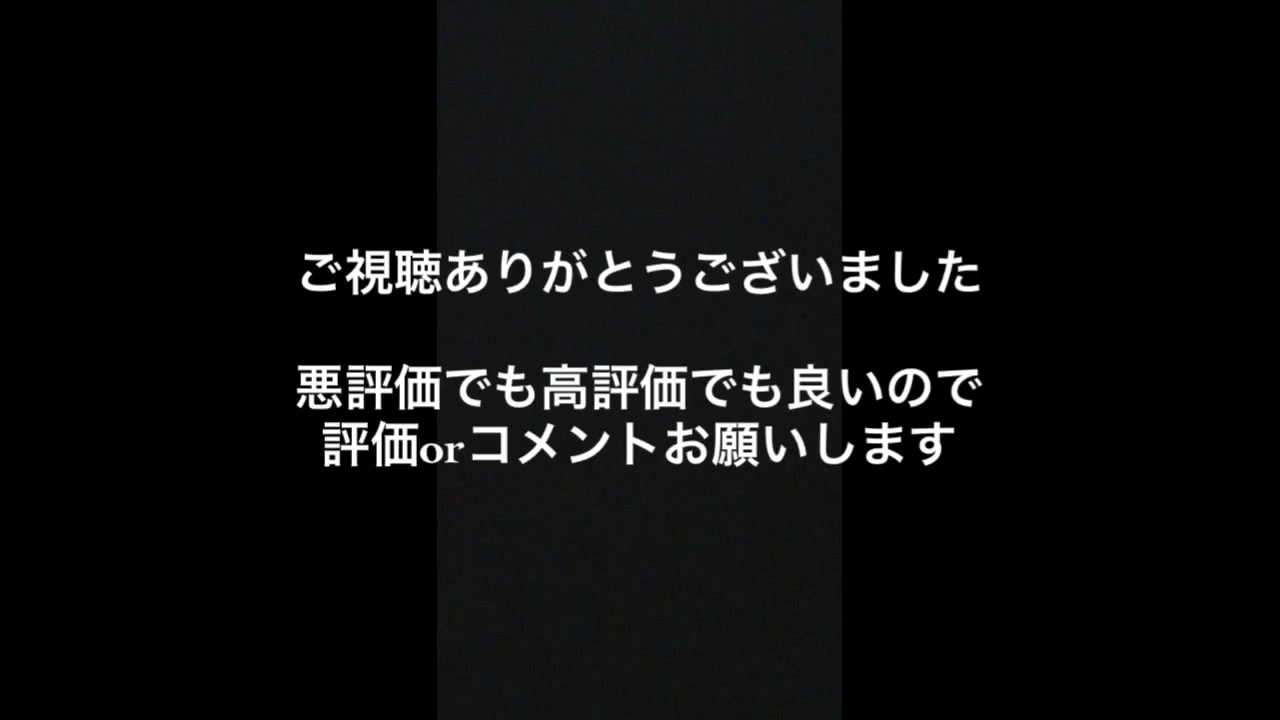 ご視聴ありがとうございました
悪評価でも高評価でも良いので
評価orコメントお願いします